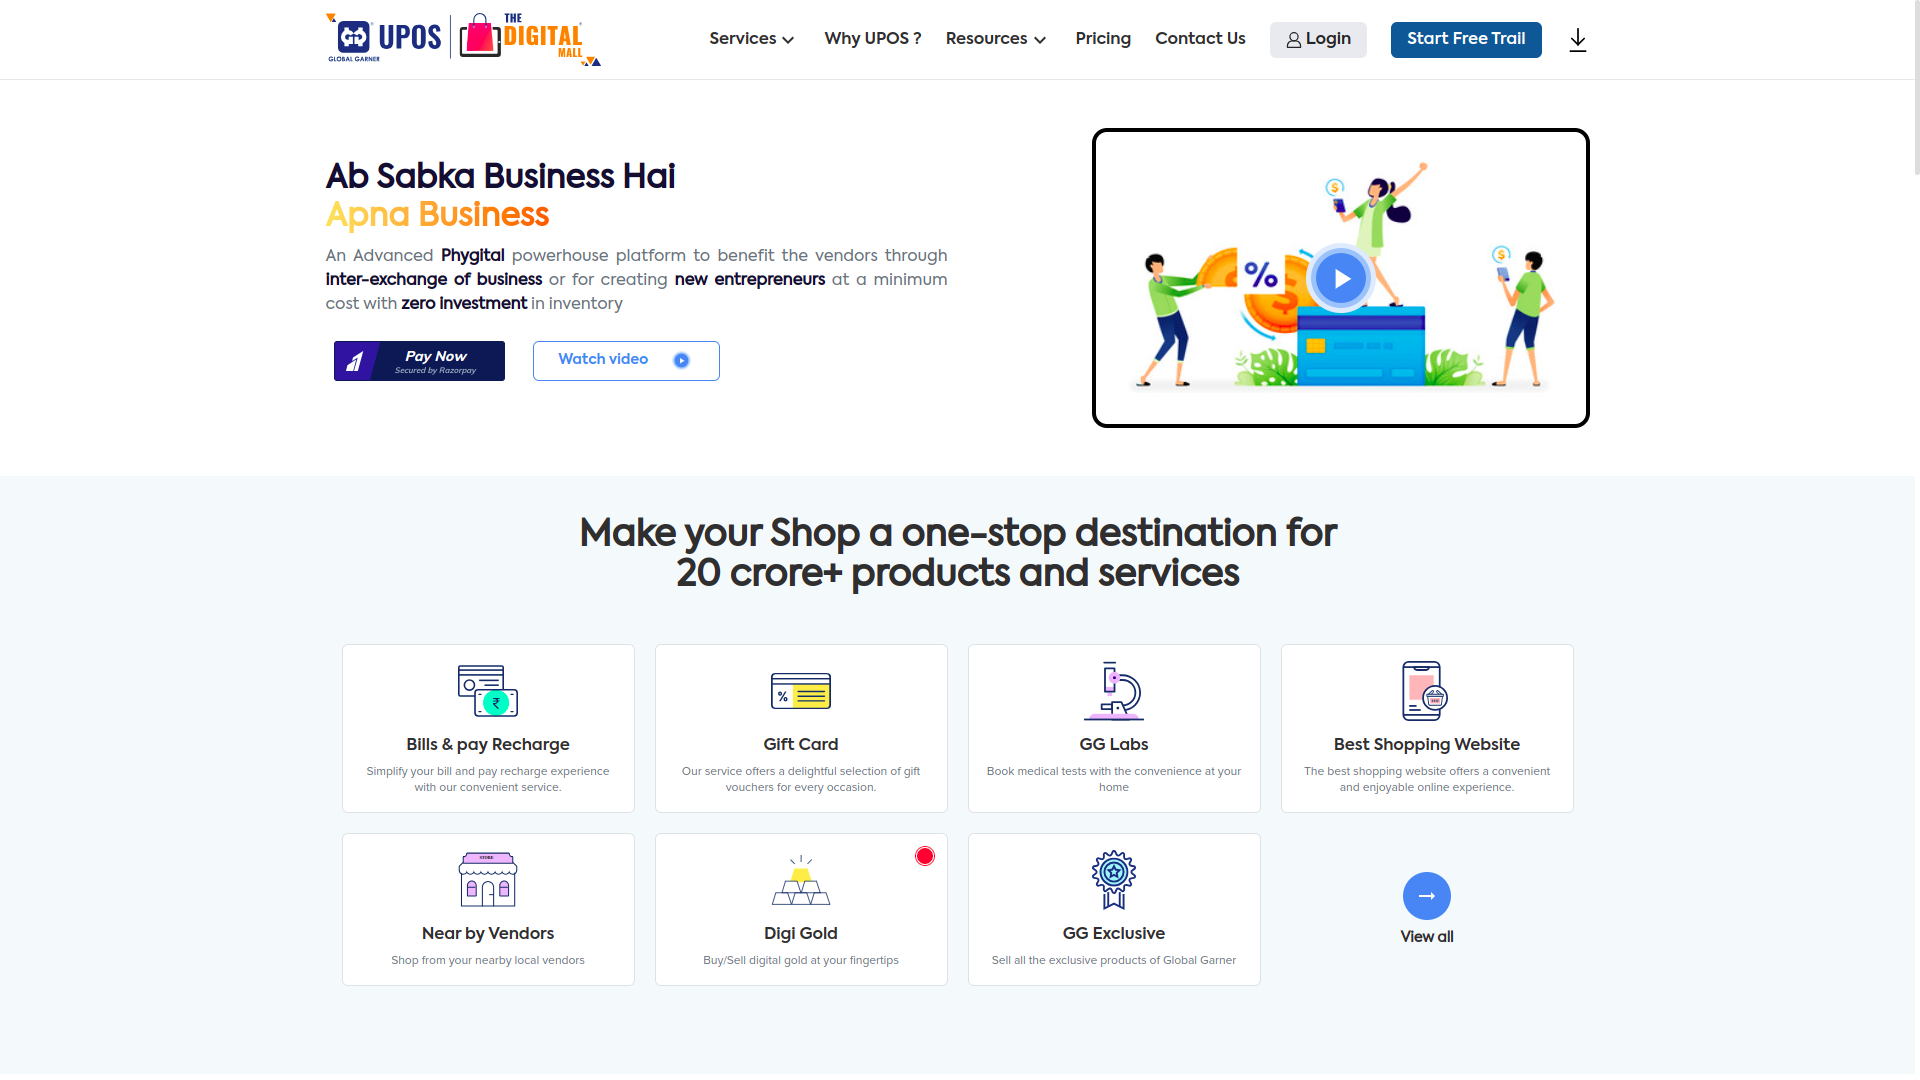 UPOS
GLOBAL GARNER
THE
DIGITAL
MALL
Services
Why UPOS ?
Resources
Pricing
Contact Us
Login
Start Free Trail
Ab Sabka Business Hai
Apna Business
An Advanced Phygital powerhouse platform to benefit the vendors through
inter-exchange of business or for creating new entrepreneurs at a minimum
cost with zero investment in inventory
Pay Now
Secured by Razorpay
Watch video
%
Make your Shop a one-stop destination for
20 crore+ products and services
Bills & pay Recharge
Simplify your bill and pay recharge experience
with our convenient service.
Gift Card
Our service offers a delightful selection of gift
vouchers for every occasion.
GG Labs
Book medical tests with the convenience at your
home
Best Shopping Website
The best shopping website offers a convenient
and enjoyable online experience.
STORE
Near by Vendors
Shop from your nearby local vendors
Digi Gold
Buy/Sell digital gold at your fingertips
GG Exclusive
Sell all the exclusive products of Global Garner
View all